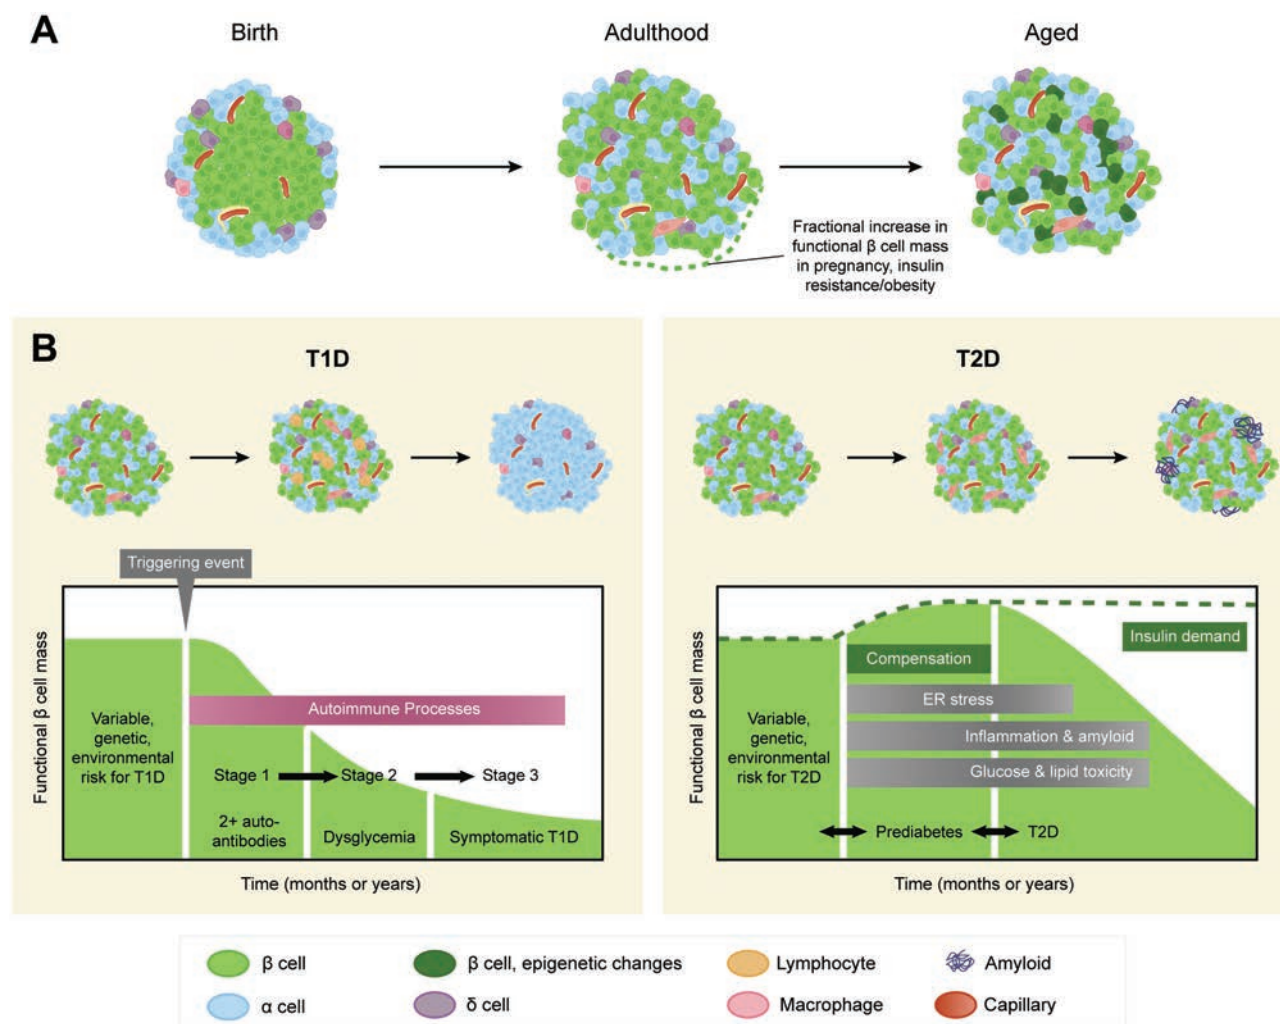 A
Birth
Adulthood
Aged
Fractional increase in
functional β cell mass
in pregnancy, insulin
resistance/obesity
B
T1D
Triggering event
Functional β cell mass
Variable,
genetic,
environmental
risk for T1D
Autoimmune Processes
Stage 1
Stage 2
Stage 3
2+ auto-
antibodies
Dysglycemia
Symptomatic T1D
Time (months or years)
T2D
Functional β cell mass
Insulin demand
Compensation
ER stress
Variable,
genetic,
environmental
risk for T2D
Inflammation & amyloid
Glucose & lipid toxicity
Prediabetes
T2D
Time (months or years)
β cell
β cell, epigenetic changes
Lymphocyte
Amyloid
α cell
δ cell
Macrophage
Capillary